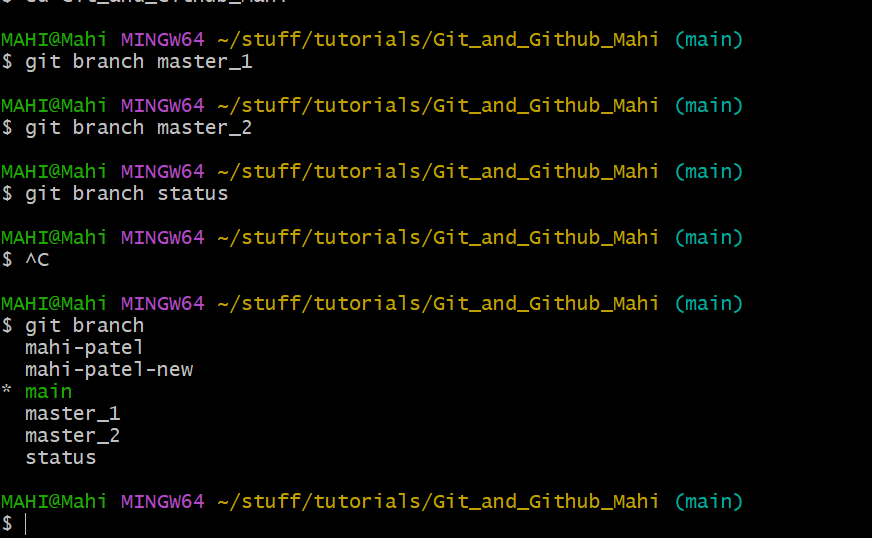 MAHI@Mahi MINGW64 ~/stuff/tutorials/Git_and_Github_Mahi (main)
$ git branch master_1
MAHI@Mahi MINGW64 ~/stuff/tutorials/Git_and_Github_Mahi (main)
$ git branch master_2
MAHI@Mahi MINGW64 ~/stuff/tutorials/Git_and_Github_Mahi (main)
$ git branch status
MAHI@Mahi MINGW64 ~/stuff/tutorials/Git_and_Github_Mahi (main)
$ ^C
MAHI@Mahi MINGW64 ~/stuff/tutorials/Git_and_Github_Mahi (main)
$ git branch
  mahi-patel
  mahi-patel-new
* main
  master_1
  master_2
  status
MAHI@Mahi MINGW64 ~/stuff/tutorials/Git_and_Github_Mahi (main)
$